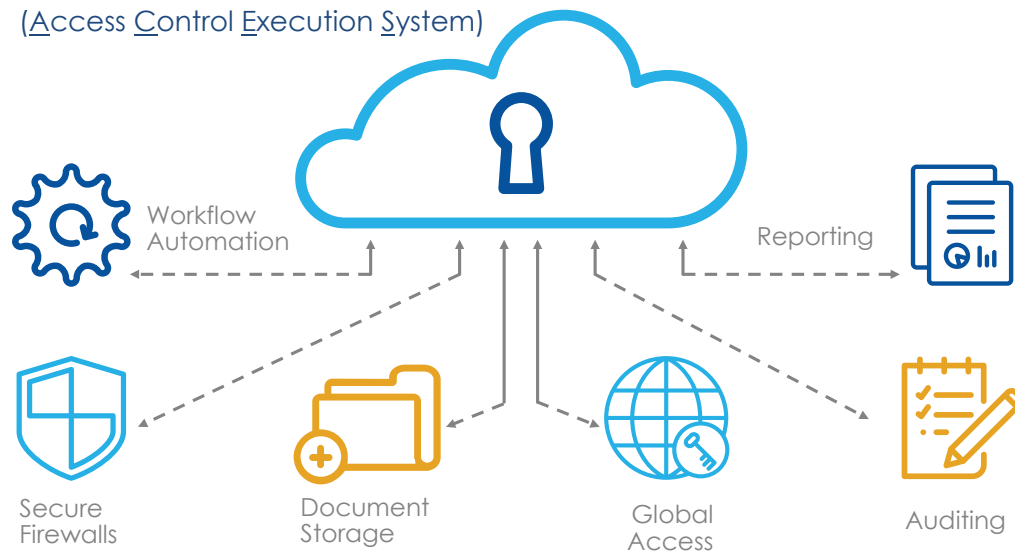 (Access Control Execution System)
Workflow
Automation
Reporting
Secure
Firewalls
Document
Storage
Global
Access
Auditing